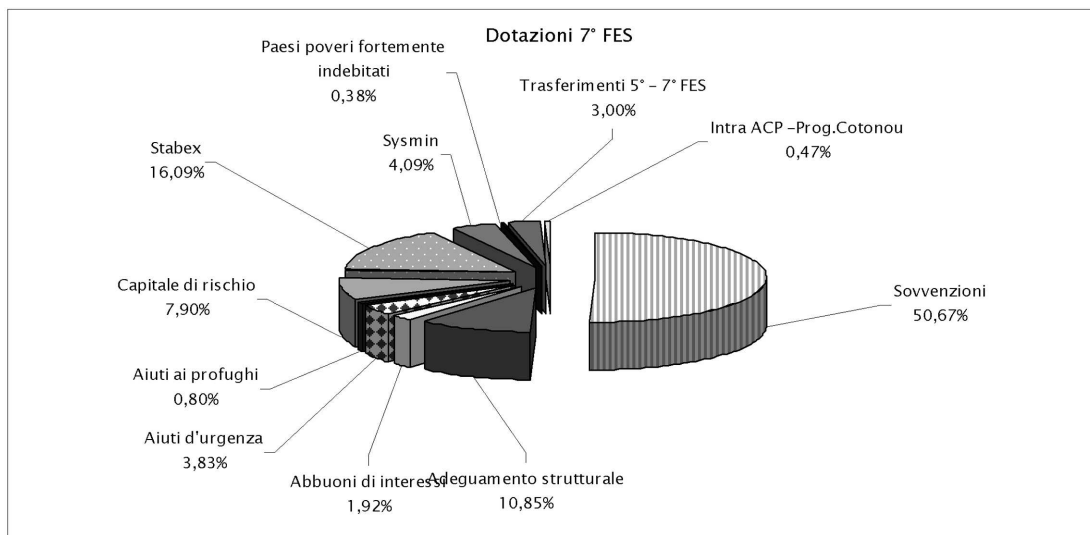 Dotazioni 7° FES
Paesi poveri fortemente
indebitati
0,38%
Trasferimenti 5° – 7° FES
3,00%
Intra ACP –Prog.Cotonou
0,47%
Sysmin
4,09%
Stabex
16,09%
Capitale di rischio
7,90%
Sovvenzioni
50,67%
Aiuti ai profughi
0,80%
Aiuti d'urgenza
3,83%
Abbuoni di interessi
1,92%
Adeguamento strutturale
10,85%